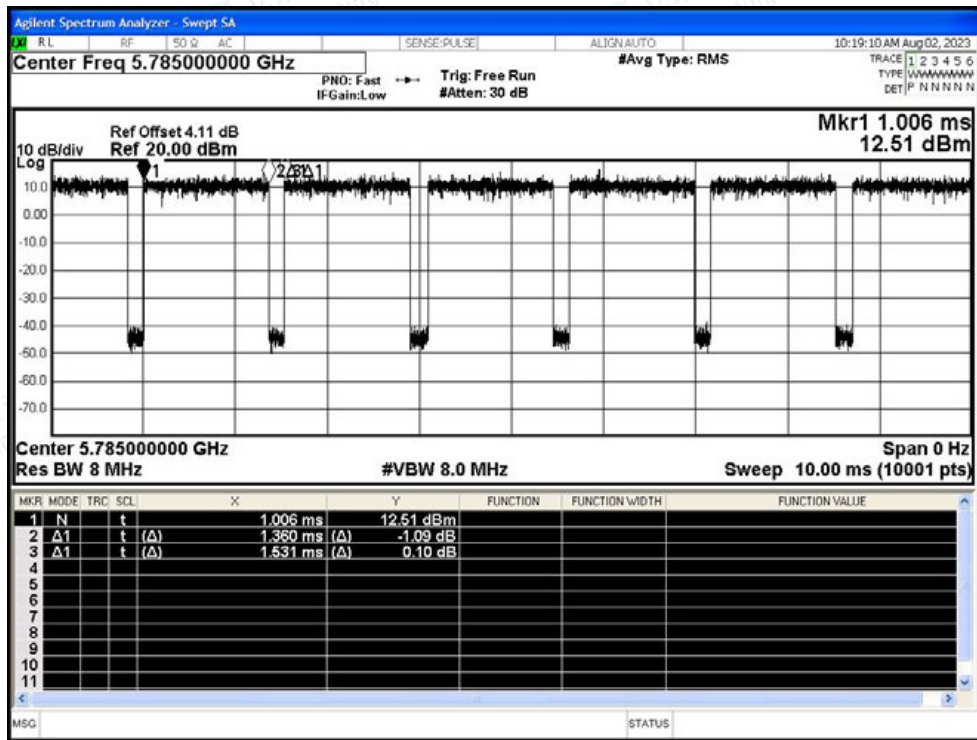 Agilent Spectrum Analyzer - Swept SA
LXI RL RF 50 Ω AC SENSE:PULSE ALIGNAUTO 10:19:10 AM Aug 02, 2023
Center Freq 5.785000000 GHz #Avg Type: RMS TRACE 1 2 3 4 5 6
PNO: Fast Trig: Free Run TYPE WWWWWW
IFGain:Low #Atten: 30 dB DET P N N N N N
Mkr1 1.006 ms
Ref Offset 4.11 dB
10 dB/div Ref 20.00 dBm 12.51 dBm
Log
1 2Δ1 3Δ1
10.0
0.00
-10.0
-20.0
-30.0
-40.0
-50.0
-60.0
-70.0
Center 5.785000000 GHz Span 0 Hz
Res BW 8 MHz #VBW 8.0 MHz Sweep 10.00 ms (10001 pts)
MKR MODE TRC SCL X Y FUNCTION FUNCTION WIDTH FUNCTION VALUE
1 N t 1.006 ms 12.51 dBm
2 Δ1 t (Δ) 1.360 ms (Δ) -1.09 dB
3 Δ1 t (Δ) 1.531 ms (Δ) 0.10 dB
4
5
6
7
8
9
10
11
MSG STATUS